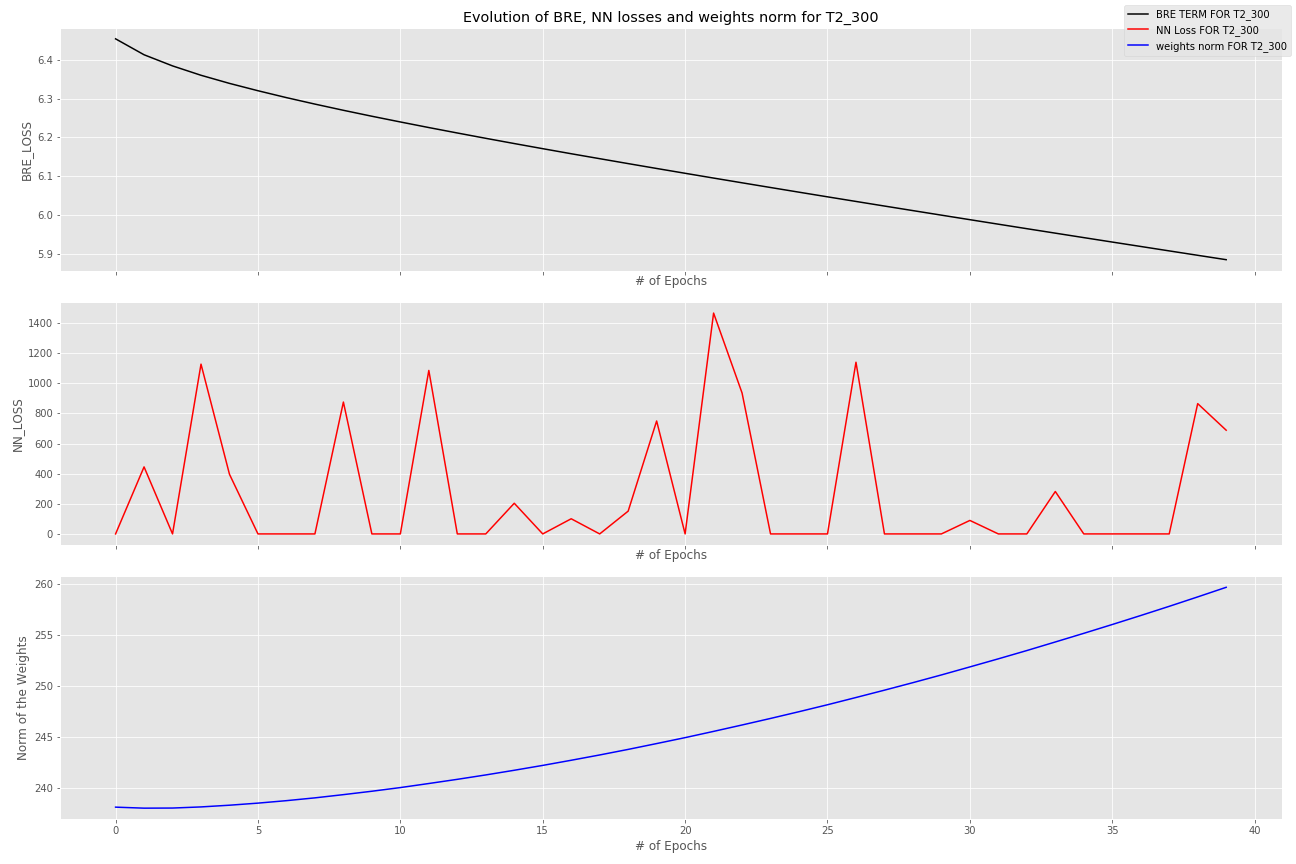 Evolution of BRE, NN losses and weights norm for T2_300
BRE TERM FOR T2_300
NN Loss FOR T2_300
weights norm FOR T2_300
BRE_LOSS
6.4
6.3
6.2
6.1
6.0
5.9
# of Epochs
NN_LOSS
1400
1200
1000
800
600
400
200
0
# of Epochs
Norm of the Weights
260
255
250
245
240
0 5 10 15 20 25 30 35 40
# of Epochs